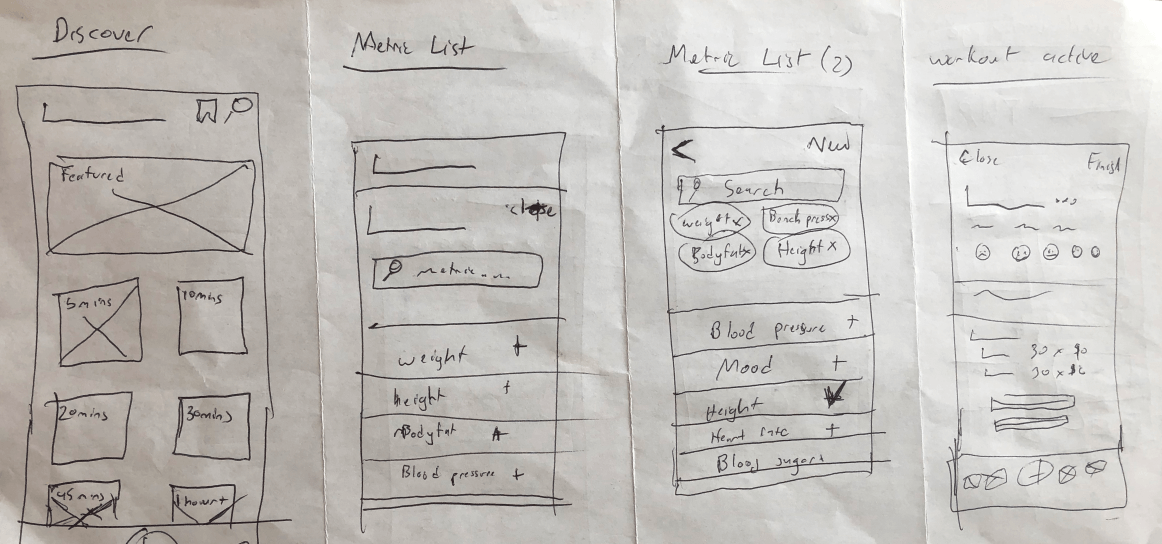 Discover
Featured
5mins
10mins
20mins
30mins
45mins
1hour+
Metric List
close
metric....
weight +
height +
Bodyfat +
Blood pressure +
Metric List (2)
< New
Search
weight x
Bench press x
Bodyfat x
Height x
Blood pressure +
Mood +
Height
Heart rate +
Blood sugar +
workout active
Close Finish
30 x
30 x